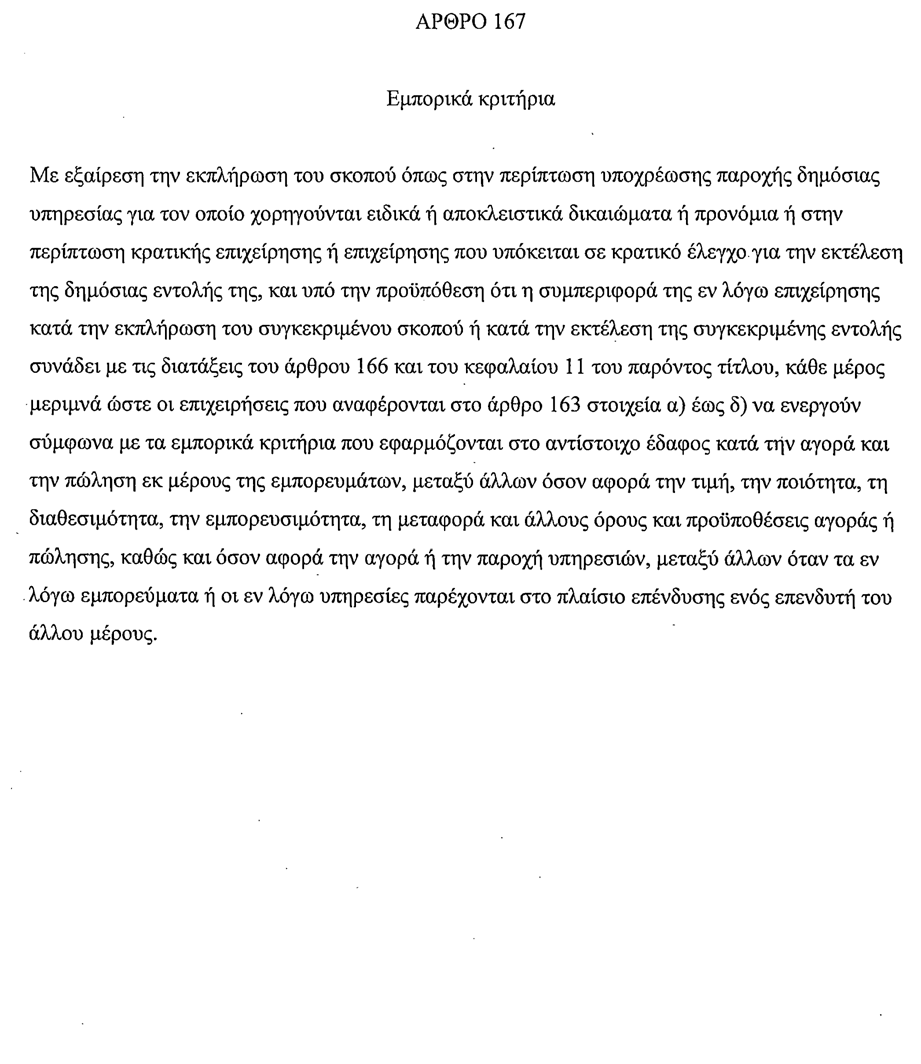 ΑΡΘΡΟ 167
Εμπορικά κριτήρια
Με εξαίρεση την εκπλήρωση του σκοπού όπως στην περίπτωση υποχρέωσης παροχής δημόσιας
υπηρεσίας για τον οποίο χορηγούνται ειδικά ή αποκλειστικά δικαιώματα ή προνόμια ή στην
περίπτωση κρατικής επιχείρησης ή επιχείρησης που υπόκειται σε κρατικό έλεγχο για την εκτέλεση
της δημόσιας εντολής της, και υπό την προϋπόθεση ότι η συμπεριφορά της εν λόγω επιχείρησης
κατά την εκπλήρωση του συγκεκριμένου σκοπού ή κατά την εκτέλεση της συγκεκριμένης εντολής
συνάδει με τις διατάξεις του άρθρου 166 και του κεφαλαίου 11 του παρόντος τίτλου, κάθε μέρος
μεριμνά ώστε οι επιχειρήσεις που αναφέρονται στο άρθρο 163 στοιχεία α) έως δ) να ενεργούν
σύμφωνα με τα εμπορικά κριτήρια που εφαρμόζονται στο αντίστοιχο έδαφος κατά την αγορά και
την πώληση εκ μέρους της εμπορευμάτων, μεταξύ άλλων όσον αφορά την τιμή, την ποιότητα, τη
διαθεσιμότητα, την εμπορευσιμότητα, τη μεταφορά και άλλους όρους και προϋποθέσεις αγοράς ή
πώλησης, καθώς και όσον αφορά την αγορά ή την παροχή υπηρεσιών, μεταξύ άλλων όταν τα εν
λόγω εμπορεύματα ή οι εν λόγω υπηρεσίες παρέχονται στο πλαίσιο επένδυσης ενός επενδυτή του
άλλου μέρους.